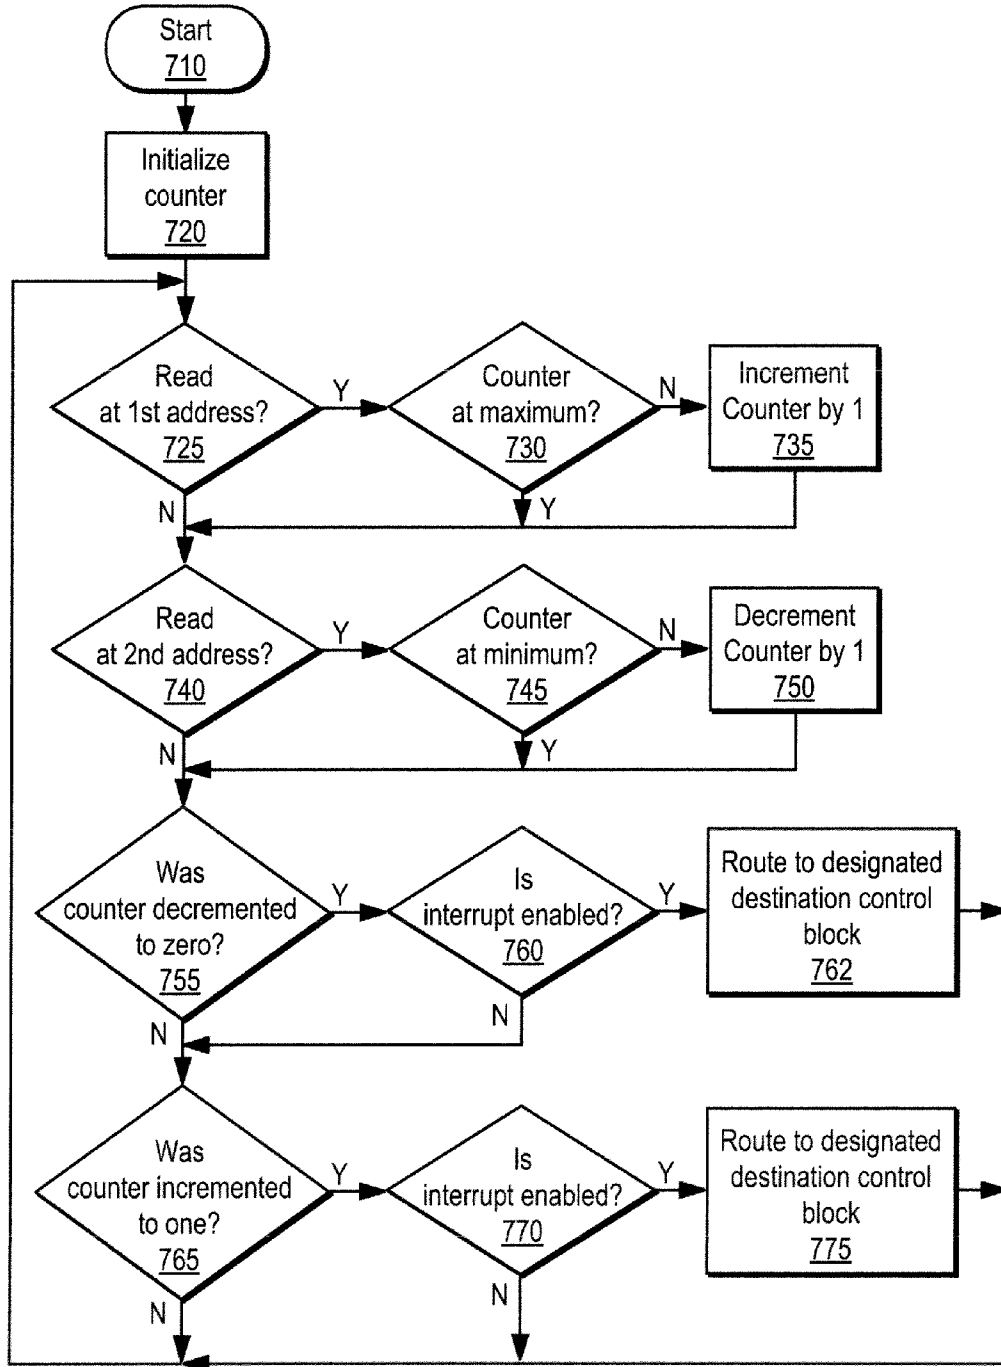 Start
710
Initialize
counter
720
Read
at 1st address?
725
Y
N
Counter
at maximum?
730
N
Y
Increment
Counter by 1
735
Read
at 2nd address?
740
Y
N
Counter
at minimum?
745
N
Y
Decrement
Counter by 1
750
Was
counter decremented
to zero?
755
Y
N
Is
interrupt enabled?
760
Y
N
Route to designated
destination control
block
762
Was
counter incremented
to one?
765
Y
N
Is
interrupt enabled?
770
Y
N
Route to designated
destination control
block
775